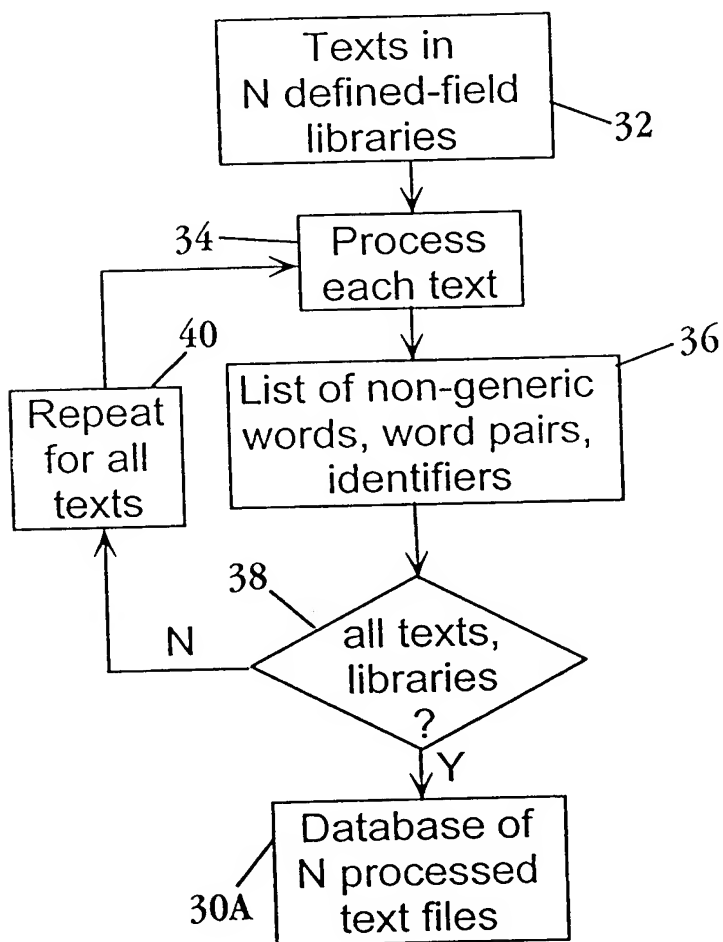 Texts in
N defined-field
libraries
32
34
Process
each text
40
36
List of non-generic
words, word pairs,
identifiers
Repeat
for all
texts
38
all texts,
libraries
?
N
Y
Database of
N processed
text files
30A